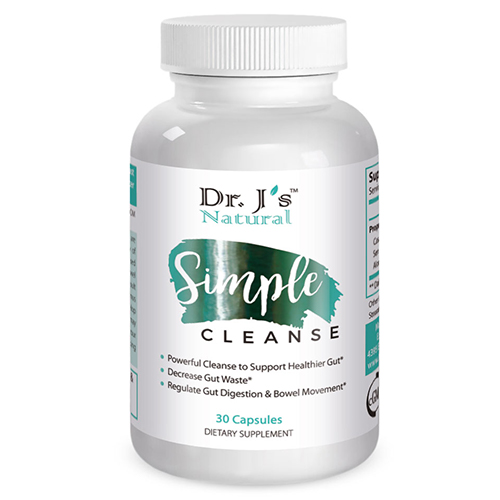 Dr. J's™
Natural
Simple
CLEANSE
• Powerful Cleanse to Support Healthier Gut*
• Decrease Gut Waste*
• Regulate Gut Digestion & Bowel Movement*
30 Capsules
DIETARY SUPPLEMENT